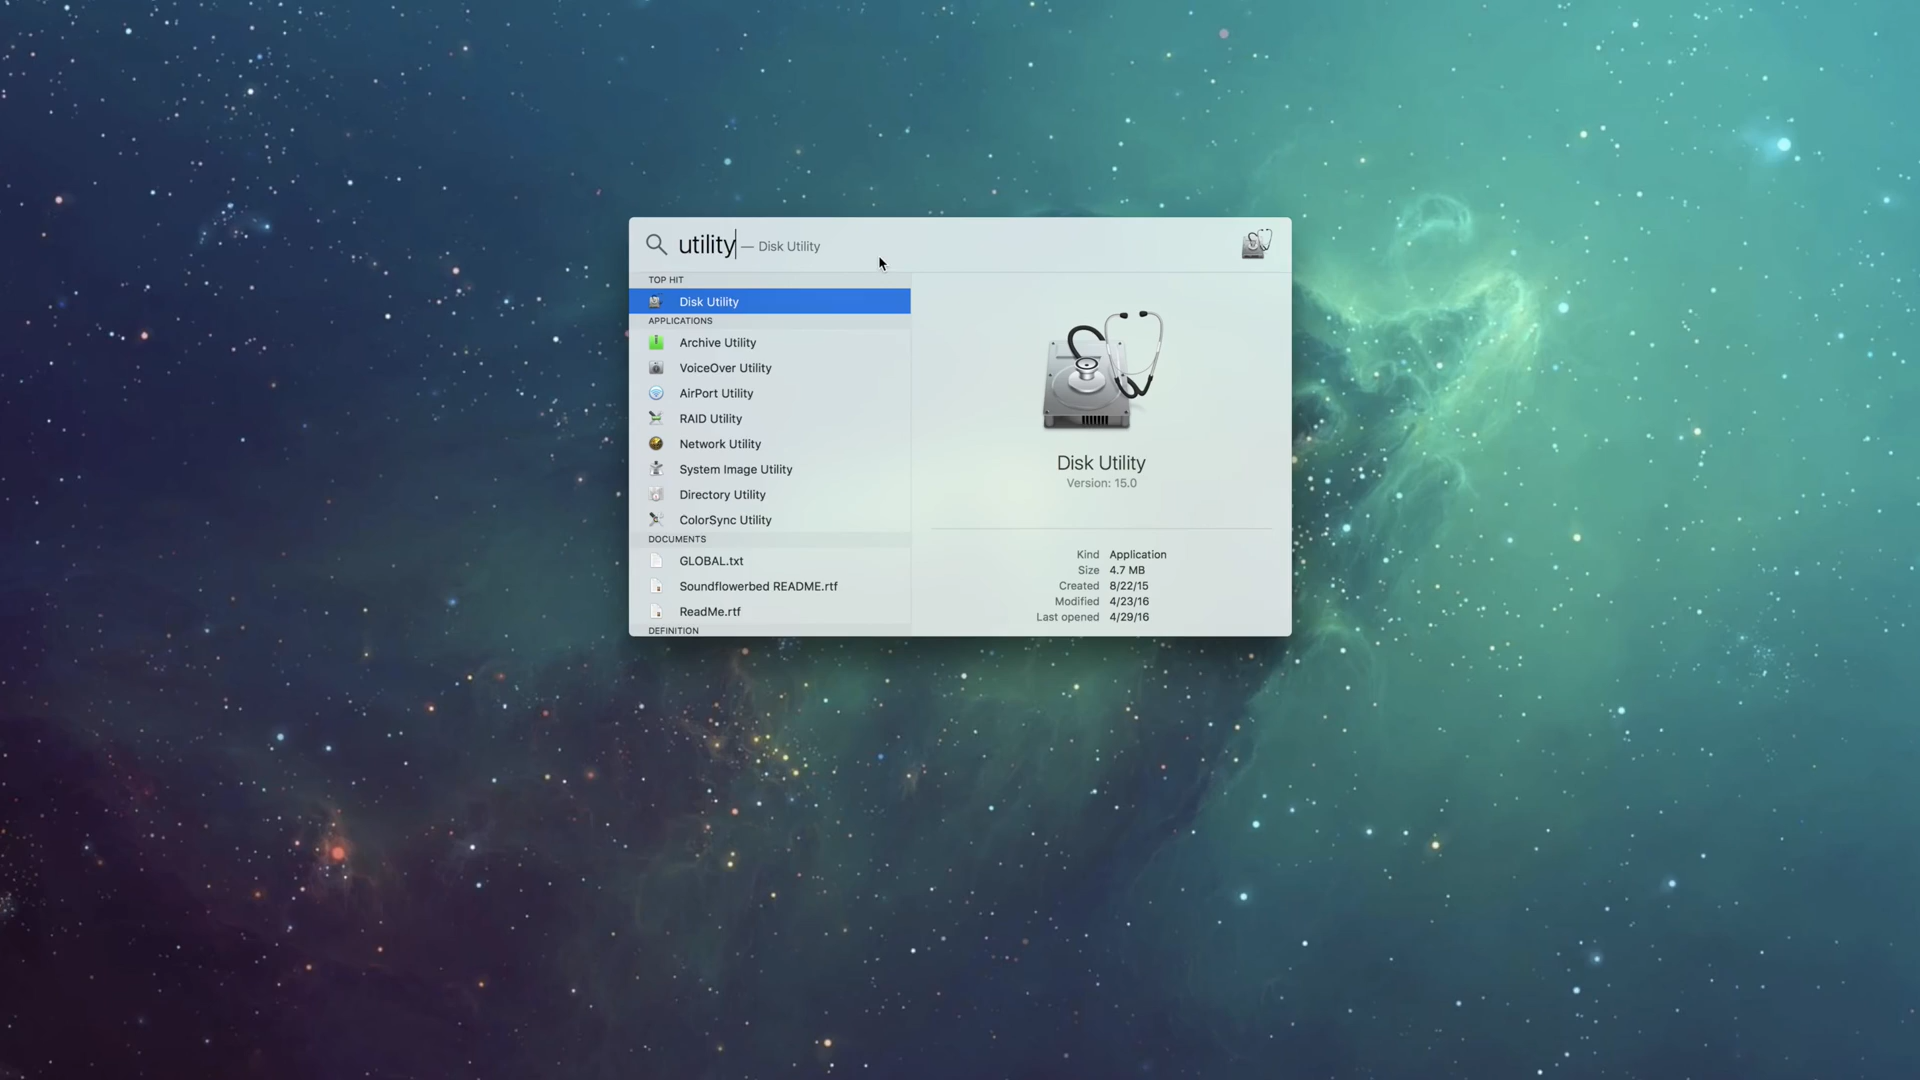 utility — Disk Utility
TOP HIT
Disk Utility
APPLICATIONS
Archive Utility
VoiceOver Utility
AirPort Utility
RAID Utility
Network Utility
System Image Utility
Directory Utility
ColorSync Utility
DOCUMENTS
GLOBAL.txt
Soundflowerbed README.rtf
ReadMe.rtf
DEFINITION
Disk Utility
Version: 15.0
Kind Application
Size 4.7 MB
Created 8/22/15
Modified 4/23/16
Last opened 4/29/16